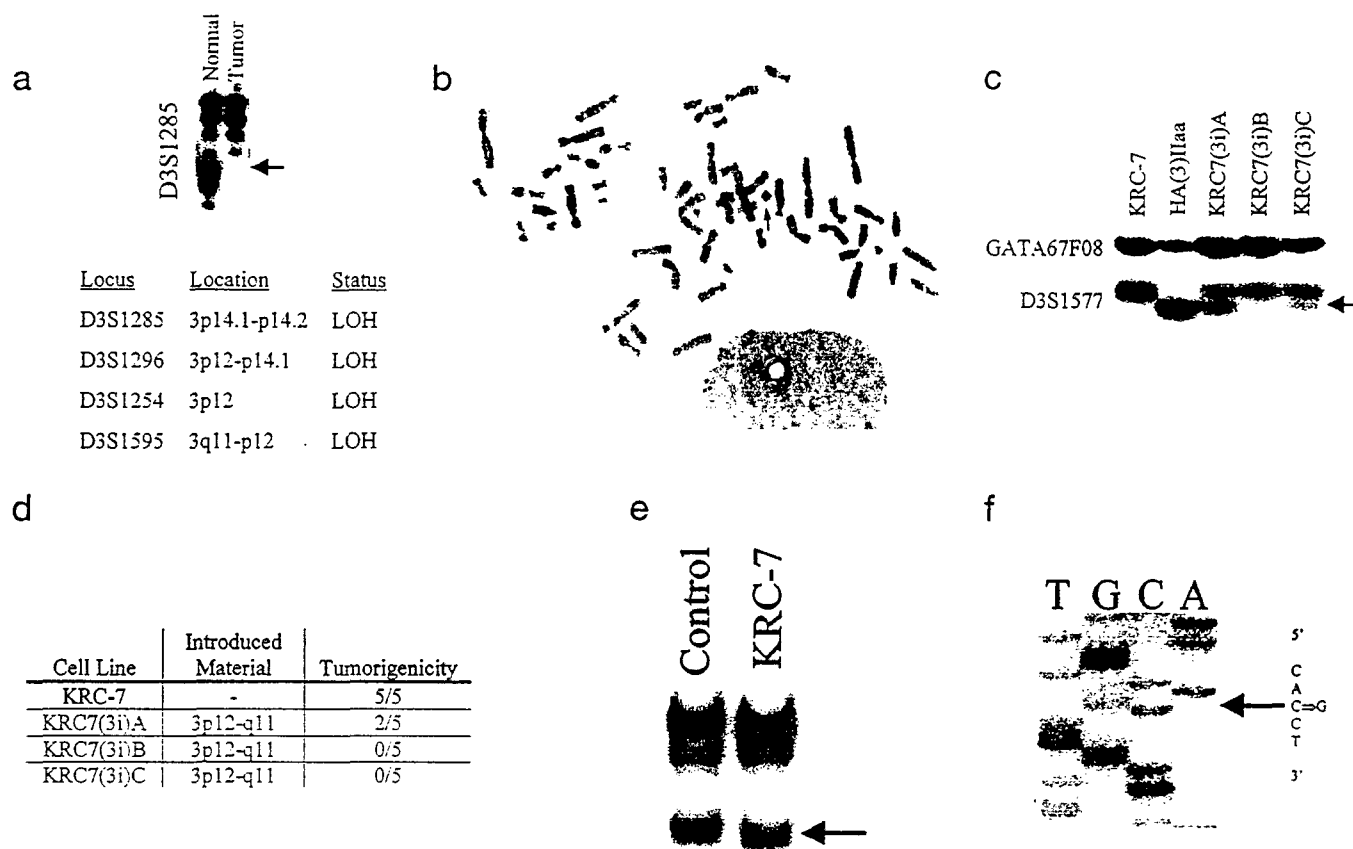 a
Normal
Tumor
D3S1285
Locus Location Status
D3S1285 3p14.1-p14.2 LOH
D3S1296 3p12-p14.1 LOH
D3S1254 3p12 LOH
D3S1595 3q11-p12 LOH
b
c
KRC-7
HA(3)IIaa
KRC7(3i)A
KRC7(3i)B
KRC7(3i)C
GATA67F08
D3S1577
d
Cell Line Introduced Material Tumorigenicity
KRC-7 - 5/5
KRC7(3i)A 3p12-q11 2/5
KRC7(3i)B 3p12-q11 0/5
KRC7(3i)C 3p12-q11 0/5
e
Control
KRC-7
f
T G C A
5'
C
A
C⇒G
C
T
3'